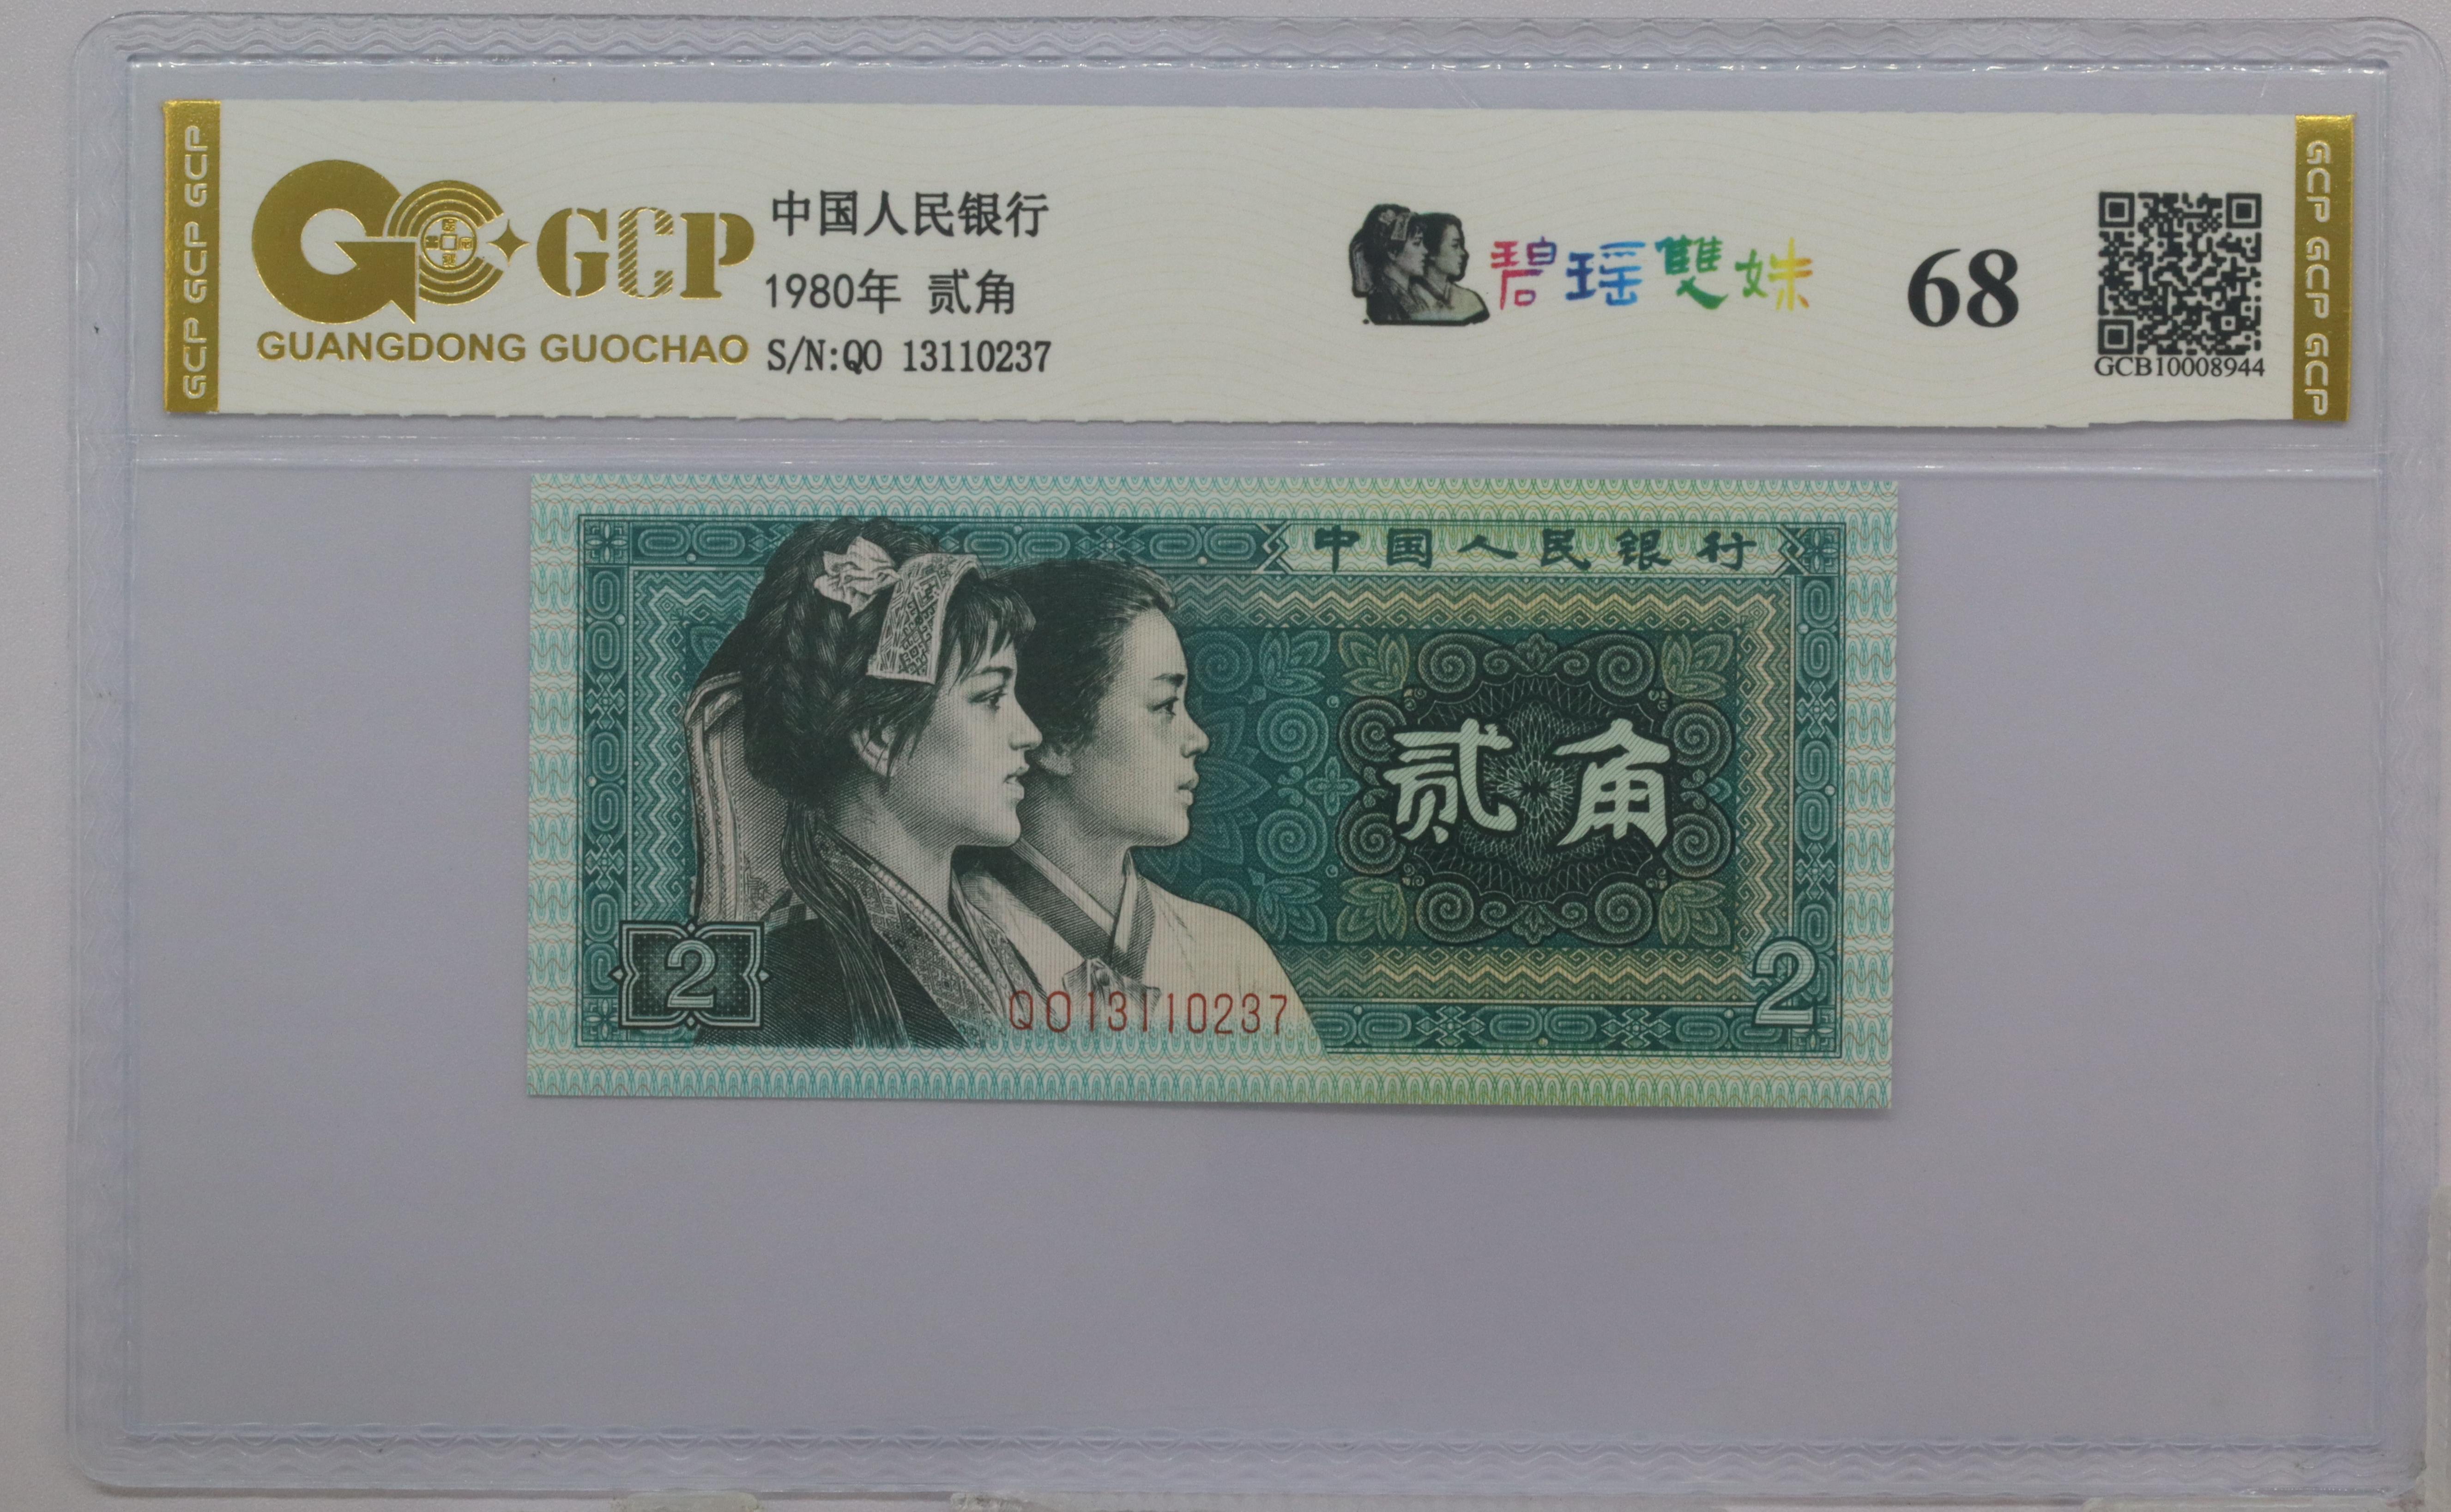 GCP GCP GCP
GCP
GUANGDONG GUOCHAO
中国人民银行
1980年 贰角
S/N:QO 13110237
碧瑶雙妹
68
GCB10008944
GCP GCP GCP
中国人民银行
贰角
2
QO13110237
2